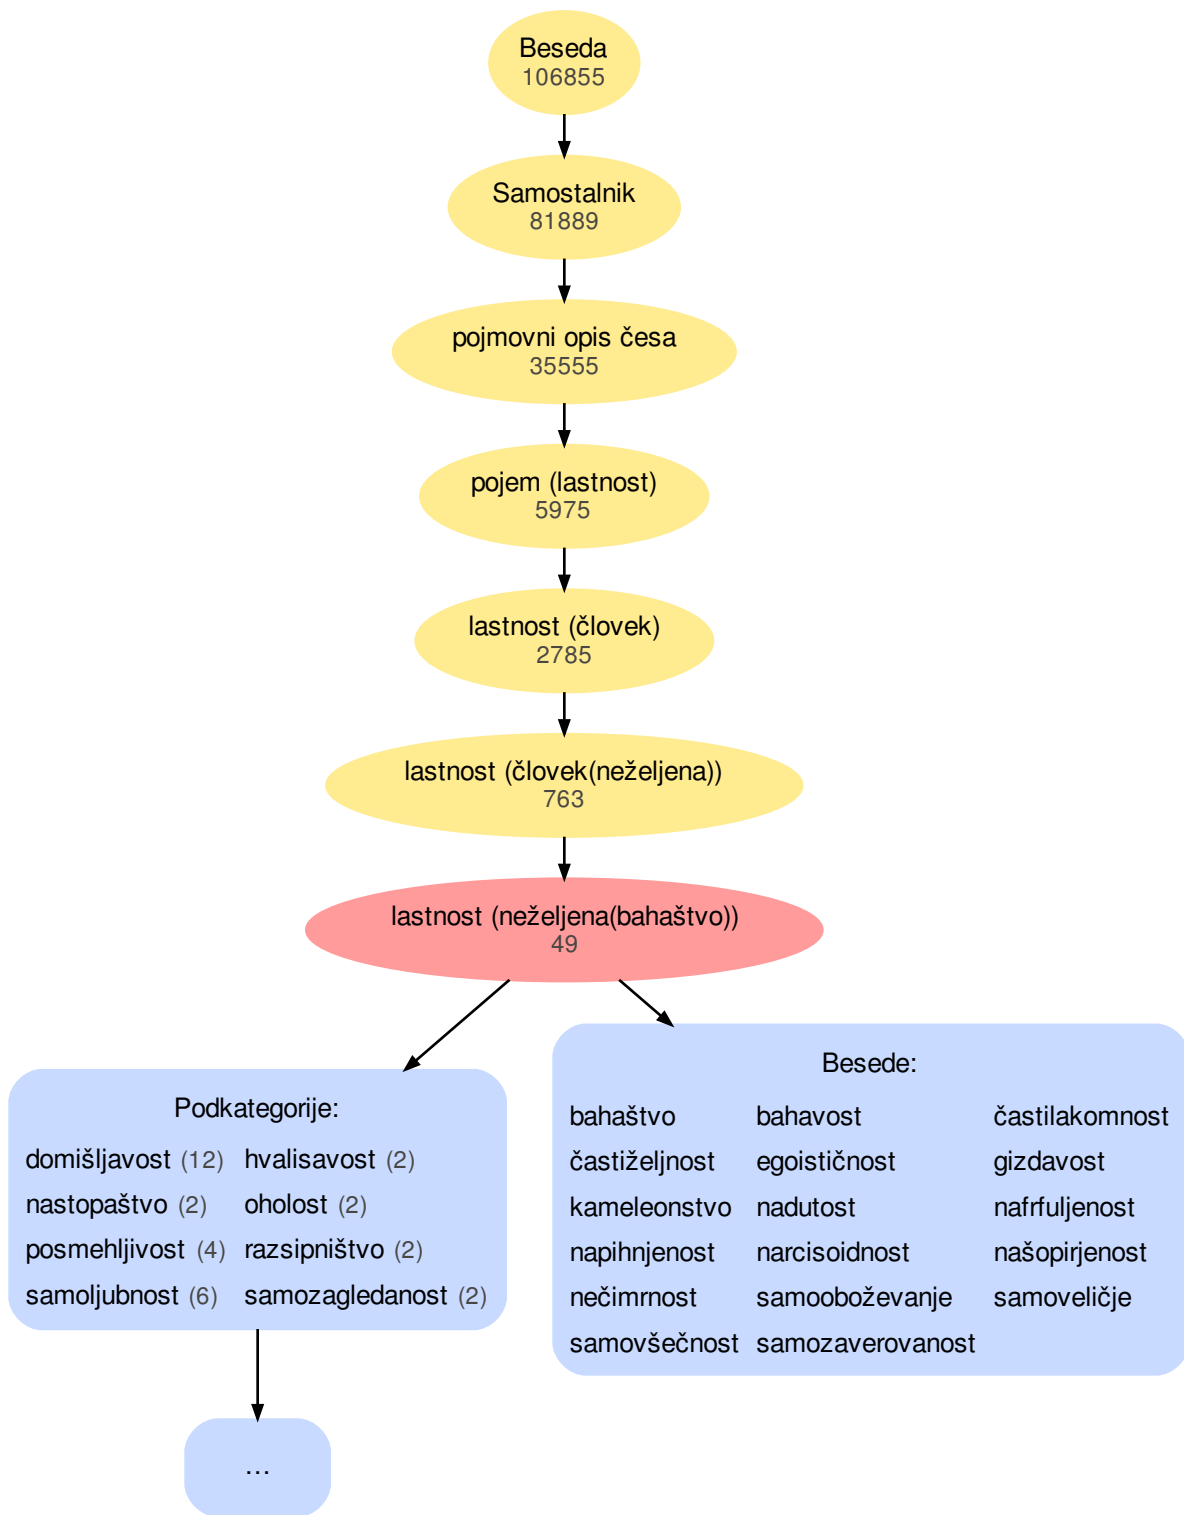 Beseda
106855
Samostalnik
81889
pojmovni opis česa
35555
pojem (lastnost)
5975
lastnost (človek)
2785
lastnost (človek(neželjena))
763
lastnost (neželjena(bahaštvo))
49
Podkategorije:
domišljavost (12) hvalisavost (2)
nastopaštvo (2) oholost (2)
posmehljivost (4) razsipništvo (2)
samoljubnost (6) samozagledanost (2)
...
Besede:
bahaštvo bahavost častilakomnost
častiželjnost egoističnost gizdavost
kameleonstvo nadutost nafrfuljenost
napihnjenost narcisoidnost našopirjenost
nečimrnost samooboževanje samoveličje
samovšečnost samozaverovanost